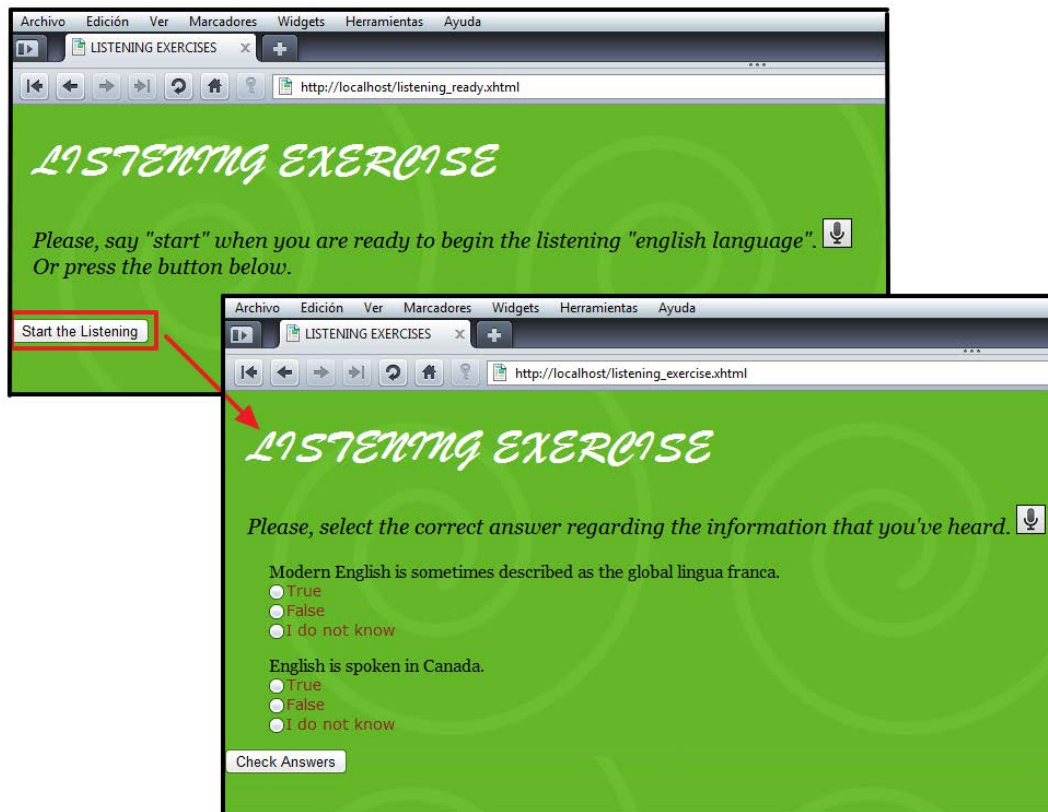 Archivo Edición Ver Marcadores Widgets Herramientas Ayuda
LISTENING EXERCISES
http://localhost/listening_ready.xhtml
LISTENING EXERCISE
Please, say "start" when you are ready to begin the listening "english language".
Or press the button below.
Start the Listening
Archivo Edición Ver Marcadores Widgets Herramientas Ayuda
LISTENING EXERCISES
http://localhost/listening_exercise.xhtml
LISTENING EXERCISE
Please, select the correct answer regarding the information that you've heard.
Modern English is sometimes described as the global lingua franca.
True
False
I do not know
English is spoken in Canada.
True
False
I do not know
Check Answers